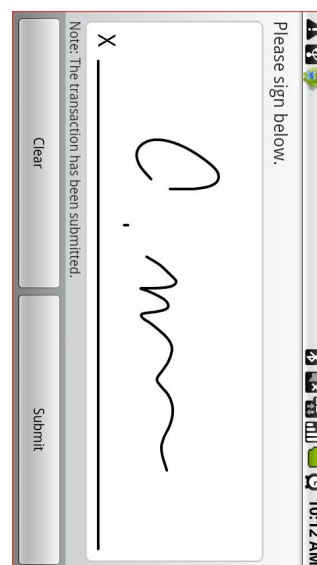 10:12 AM
Please sign below.
X
Note: The transaction has been submitted.
Clear
Submit